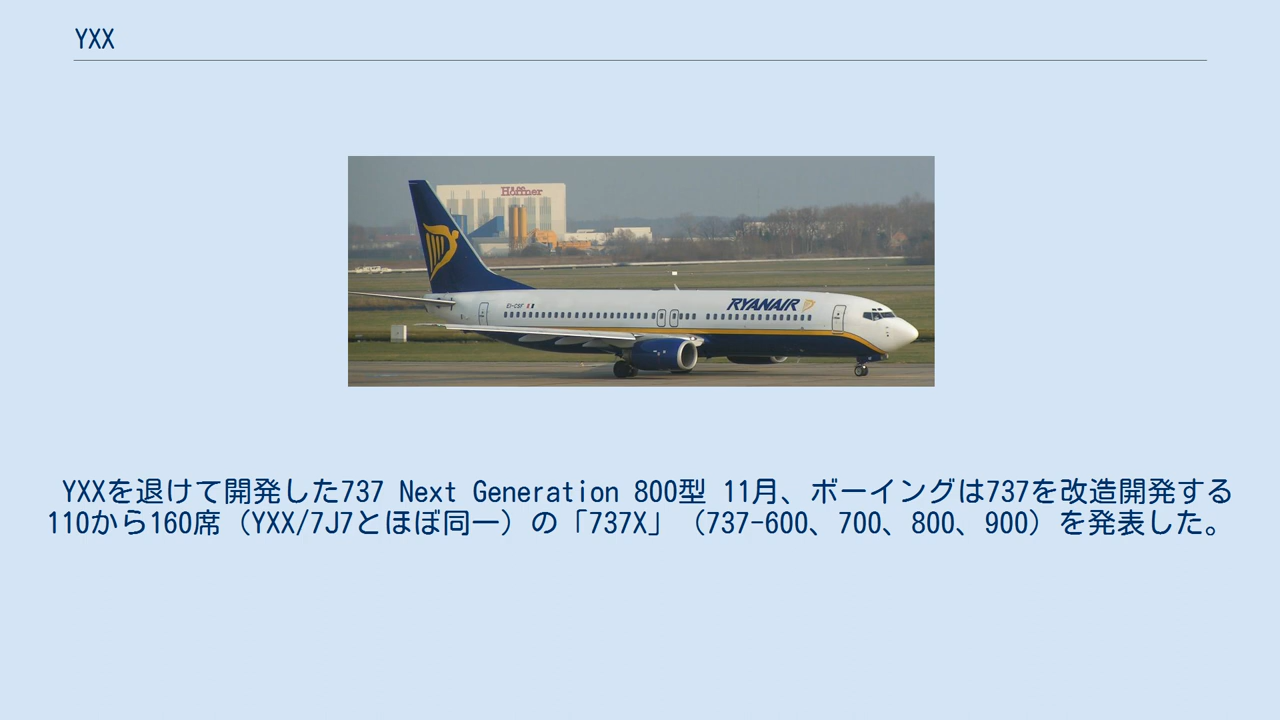 YXX
Höffner
EI-CSF
RYANAIR
YXXを退けて開発した737 Next Generation 800型 11月、ボーイングは737を改造開発する
110から160席（YXX/7J7とほぼ同一）の「737X」（737-600、700、800、900）を発表した。